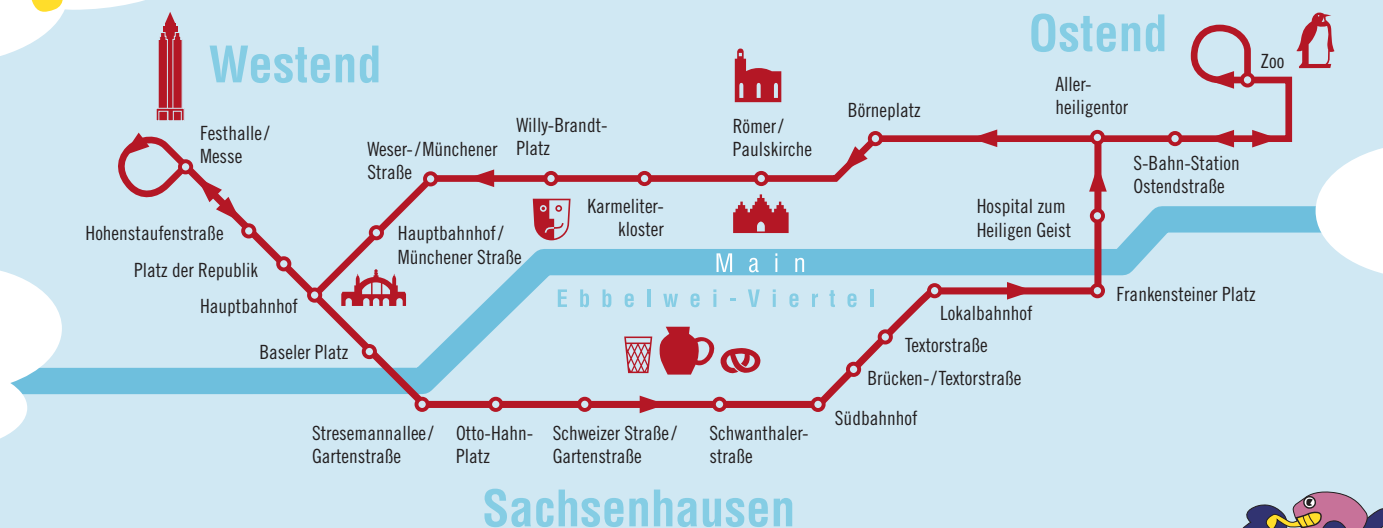 Westend
Ostend
Festhalle/
Messe
Hohenstaufenstraße
Platz der Republik
Hauptbahnhof
Baseler Platz
Weser-/Münchener
Straße
Hauptbahnhof/
Münchener Straße
Willy-Brandt-
Platz
Karmeliter-
kloster
Römer/
Paulskirche
Börneplatz
Aller-
heiligentor
Zoo
S-Bahn-Station
Ostendstraße
Hospital zum
Heiligen Geist
Main
Ebbelwei-Viertel
Frankensteiner Platz
Lokalbahnhof
Textorstraße
Brücken-/Textorstraße
Südbahnhof
Stresemannallee/
Gartenstraße
Otto-Hahn-
Platz
Schweizer Straße/
Gartenstraße
Schwanthaler-
straße
Sachsenhausen